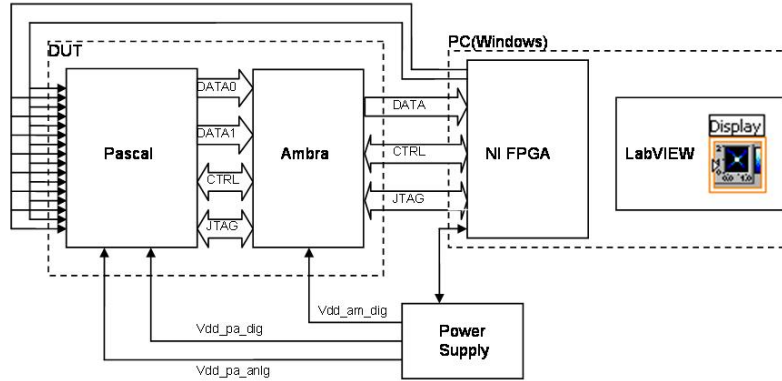 DUT
PC(Windows)
DATA0
DATA
DATA1
Display
Pascal
Ambra
NI FPGA
LabVIEW
CTRL
CTRL
JTAG
JTAG
Vdd_am_dig
Vdd_pa_dig
Vdd_pa_anlg
Power
Supply